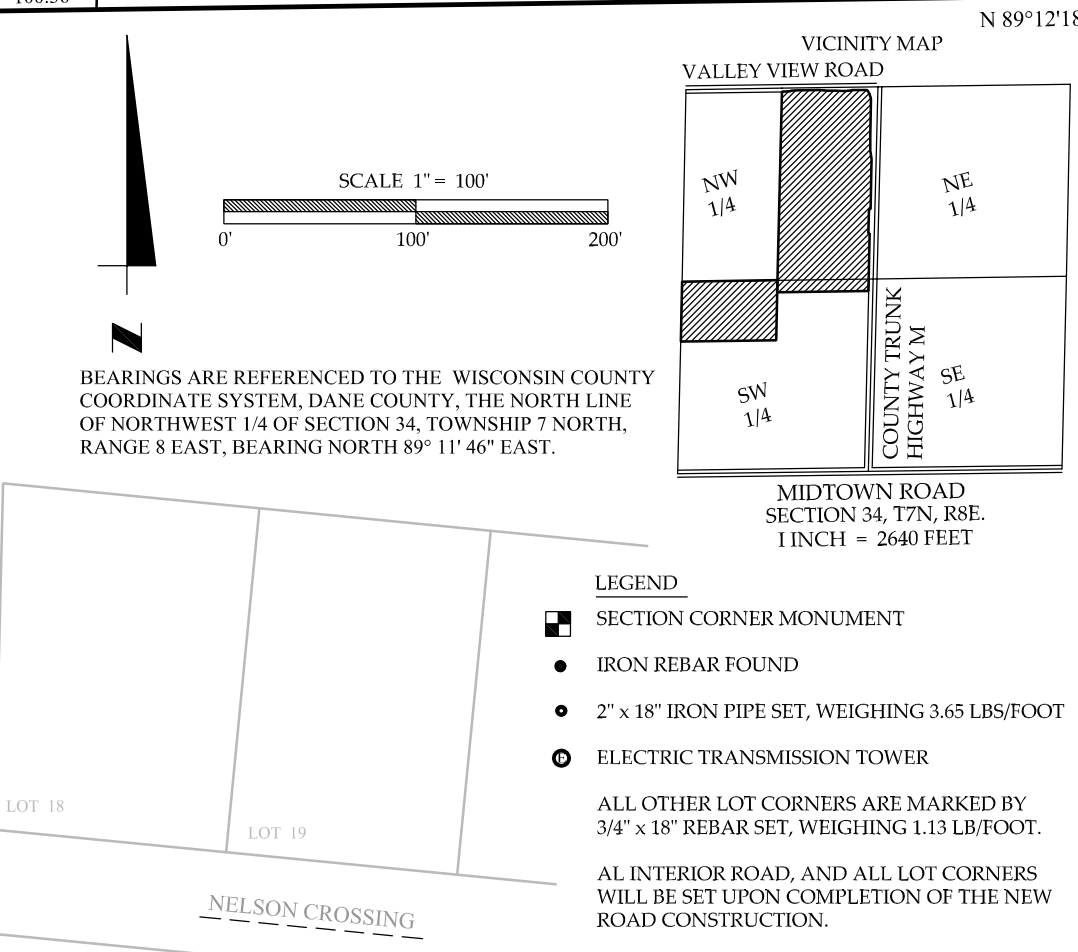 N 89°12'18
SCALE 1" = 100'
0' 100' 200'
N
BEARINGS ARE REFERENCED TO THE WISCONSIN COUNTY
COORDINATE SYSTEM, DANE COUNTY, THE NORTH LINE
OF NORTHWEST 1/4 OF SECTION 34, TOWNSHIP 7 NORTH,
RANGE 8 EAST, BEARING NORTH 89° 11' 46" EAST.
VICINITY MAP
VALLEY VIEW ROAD
NW
1/4
NE
1/4
SW
1/4
COUNTY TRUNK
HIGHWAY M
SE
1/4
MIDTOWN ROAD
SECTION 34, T7N, R8E.
I INCH = 2640 FEET
LEGEND
SECTION CORNER MONUMENT
IRON REBAR FOUND
2" x 18" IRON PIPE SET, WEIGHING 3.65 LBS/FOOT
E ELECTRIC TRANSMISSION TOWER
ALL OTHER LOT CORNERS ARE MARKED BY
3/4" x 18" REBAR SET, WEIGHING 1.13 LB/FOOT.
AL INTERIOR ROAD, AND ALL LOT CORNERS
WILL BE SET UPON COMPLETION OF THE NEW
ROAD CONSTRUCTION.
LOT 18
LOT 19
NELSON CROSSING